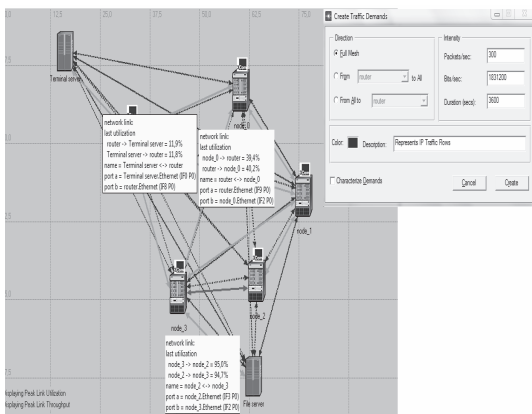 0.0
12.5
25.0
37.5
50.0
62.5
75.0
Terminal server
node_0
network link:
last utilization
router -> Terminal server = 11,9%
Terminal server -> router = 11,8%
name = Terminal server <-> router
port a = Terminal server.Ethernet (IF0 P0)
port b = router.Ethernet (IF8 P0)
network link:
last utilization
node_0 -> router = 39,4%
router -> node_0 = 40,2%
name = router <-> node_0
port a = router.Ethernet (IF9 P0)
port b = node_0.Ethernet (IF2 P0)
node_1
node_2
node_3
network link:
last utilization
node_3 -> node_2 = 95,0%
node_2 -> node_3 = 94,7%
name = node_2 <-> node_3
port a = node_2.Ethernet (IF3 P0)
port b = node_3.Ethernet (IF2 P0)
File server
Displaying Peak Link Utilization
Displaying Peak Link Throughput
Create Traffic Demands
Direction
Full Mesh
From router to All
From All to router
Intensity
Packets/sec: 300
Bits/sec: 1031200
Duration (secs): 3600
Color: Description: Represents IP Traffic Flows
Characterize Demands
Cancel
Create